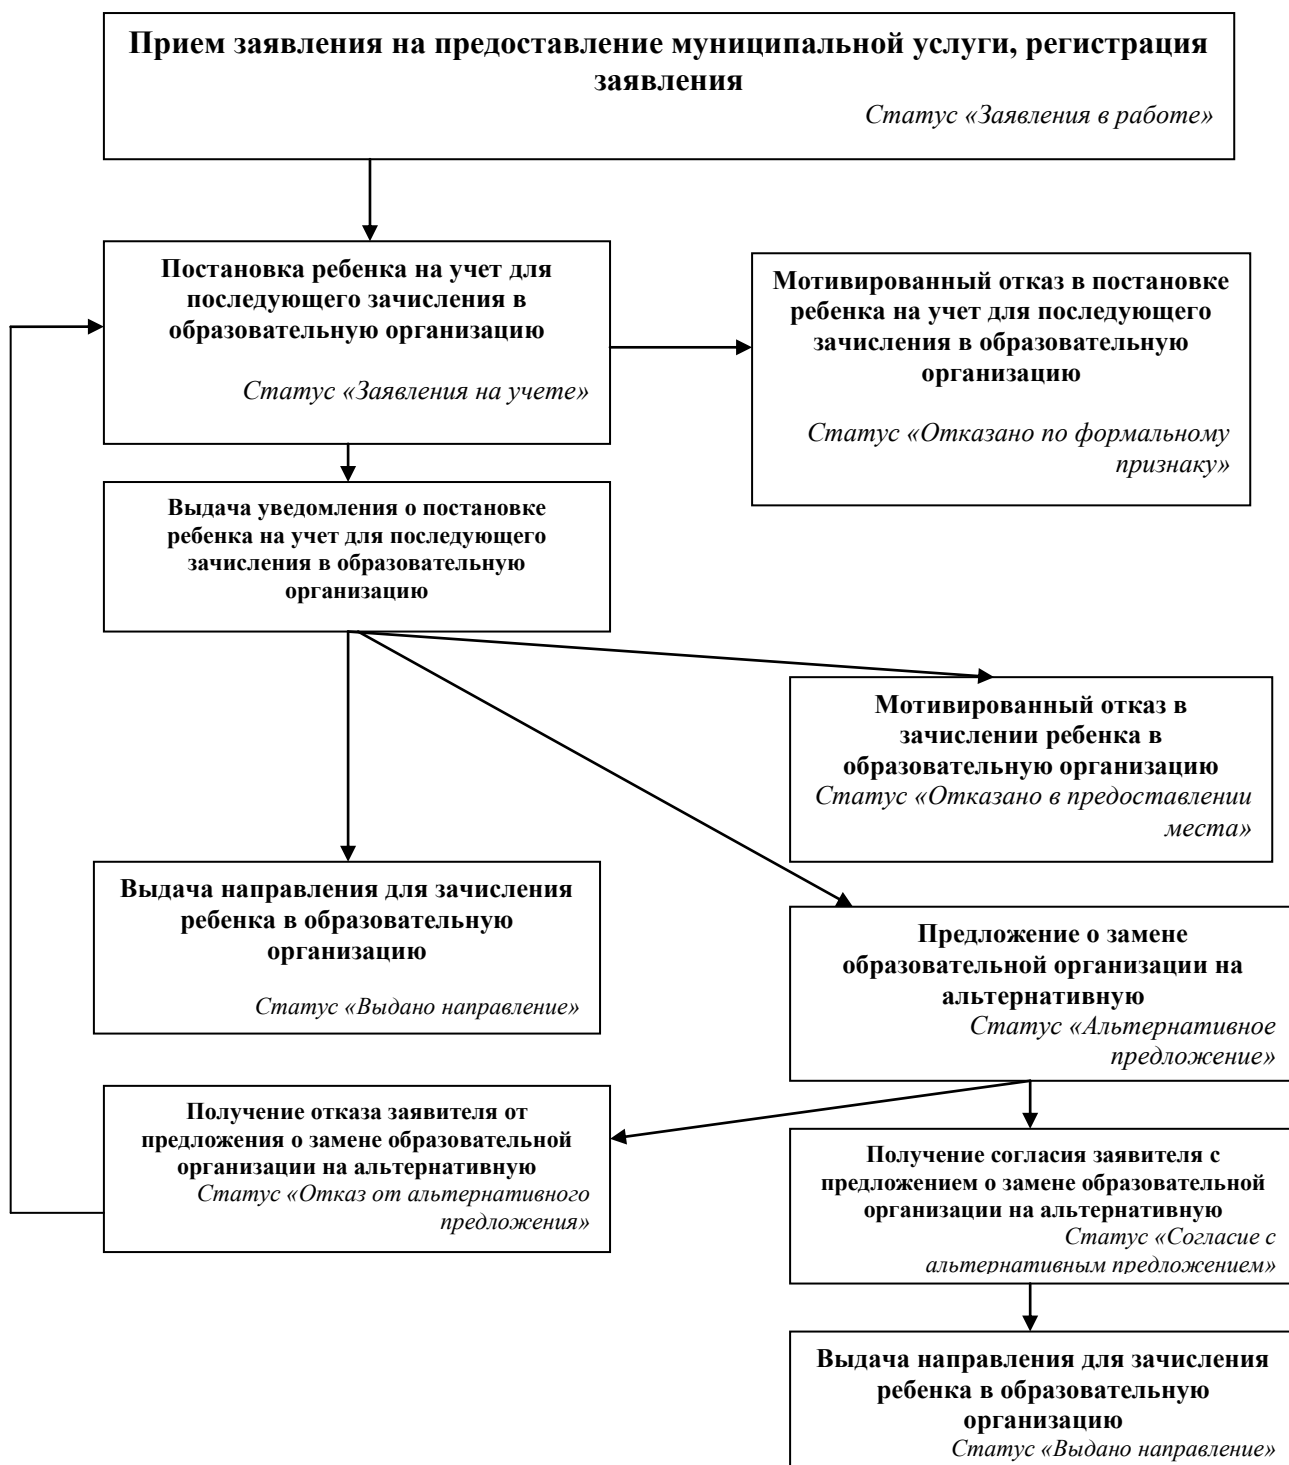 Прием заявления на предоставление муниципальной услуги, регистрация
заявления
Статус «Заявления в работе»
Постановка ребенка на учет для
последующего зачисления в
образовательную организацию
Статус «Заявления на учете»
Мотивированный отказ в постановке
ребенка на учет для последующего
зачисления в образовательную
организацию
Статус «Отказано по формальному
признаку»
Выдача уведомления о постановке
ребенка на учет для последующего
зачисления в образовательную
организацию
Мотивированный отказ в
зачислении ребенка в
образовательную организацию
Статус «Отказано в предоставлении
места»
Выдача направления для зачисления
ребенка в образовательную
организацию
Статус «Выдано направление»
Предложение о замене
образовательной организации на
альтернативную
Статус «Альтернативное
предложение»
Получение отказа заявителя от
предложения о замене образовательной
организации на альтернативную
Статус «Отказ от альтернативного
предложения»
Получение согласия заявителя с
предложением о замене образовательной
организации на альтернативную
Статус «Согласие с
альтернативным предложением»
Выдача направления для зачисления
ребенка в образовательную
организацию
Статус «Выдано направление»